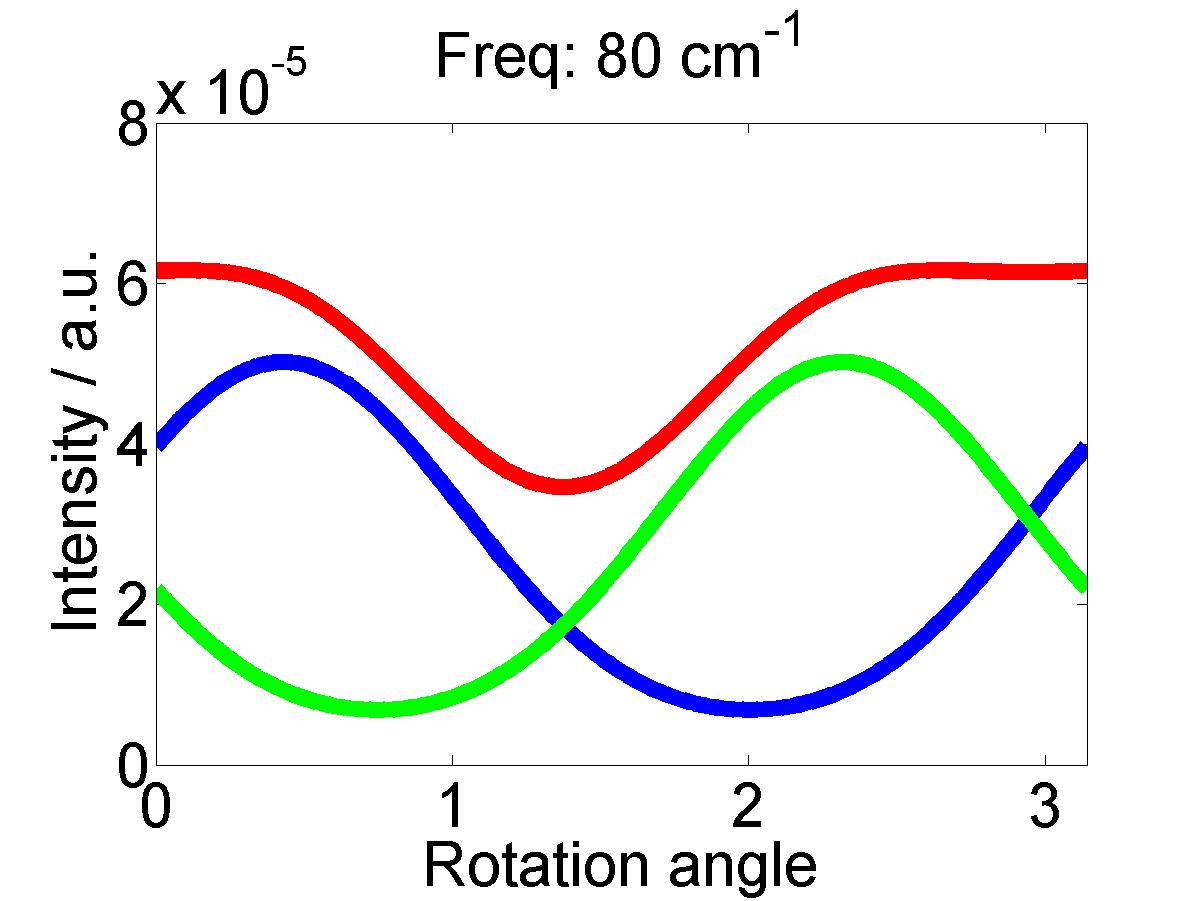 Freq: 80 cm⁻¹
x 10⁻⁵
8
6
4
2
0
Intensity / a.u.
0 1 2 3
Rotation angle